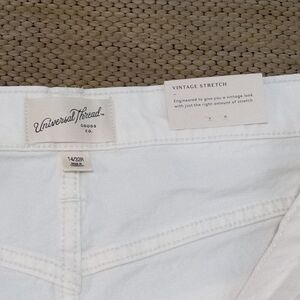 Universal Thread
GOODS
CO.
14/32R
VINTAGE STRETCH
Engineered to give you a vintage look
with just the right amount of stretch